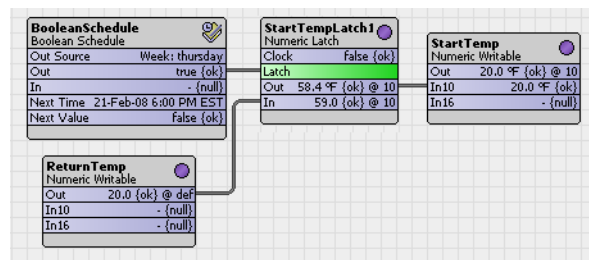 BooleanSchedule
Boolean Schedule
Out Source Week: thursday
Out true {ok}
In - {null}
Next Time 21-Feb-08 6:00 PM EST
Next Value false {ok}
StartTempLatch1
Numeric Latch
Clock false {ok}
Latch
Out 58.4 °F {ok} @ 10
In 59.0 {ok} @ 10
StartTemp
Numeric Writable
Out 20.0 °F {ok} @ 10
In10 20.0 °F {ok}
In16 - {null}
ReturnTemp
Numeric Writable
Out 20.0 {ok} @ def
In10 - {null}
In16 - {null}